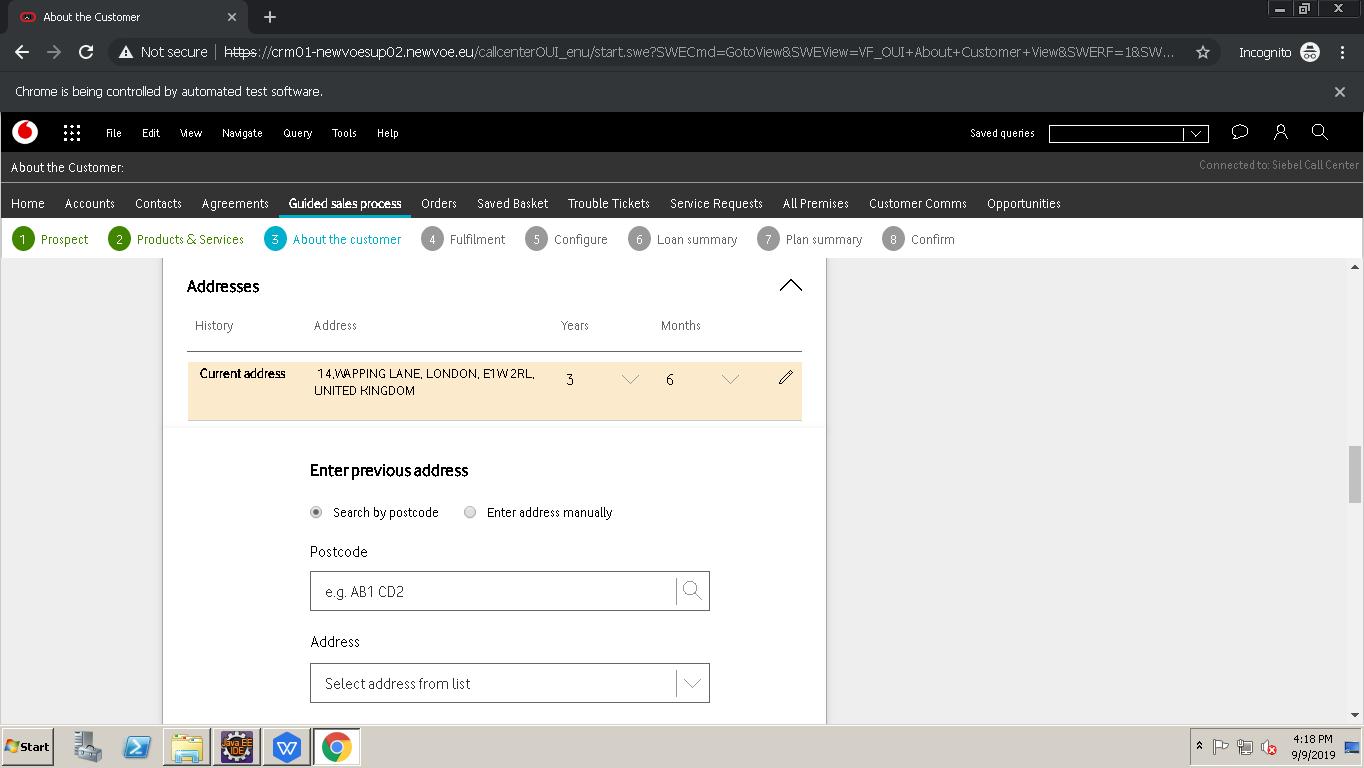 About the Customer
Not secure https://crm01-newvoesup02.newvoe.eu/callcenterOUI_enu/start.swe?SWECmd=GotoView&SWEView=VF_OUI+About+Customer+View&SWERF=1&SW... Incognito
Chrome is being controlled by automated test software.
File Edit View Navigate Query Tools Help Saved queries
About the Customer: Connected to: Siebel Call Center
Home Accounts Contacts Agreements Guided sales process Orders Saved Basket Trouble Tickets Service Requests All Premises Customer Comms Opportunities
1 Prospect 2 Products & Services 3 About the customer 4 Fulfilment 5 Configure 6 Loan summary 7 Plan summary 8 Confirm
Addresses
History Address Years Months
Current address 14,WAPPING LANE, LONDON, E1W 2RL, 3 6
UNITED KINGDOM
Enter previous address
Search by postcode Enter address manually
Postcode
e.g. AB1 CD2
Address
Select address from list
Start Java EE IDE W 4:18 PM
9/9/2019